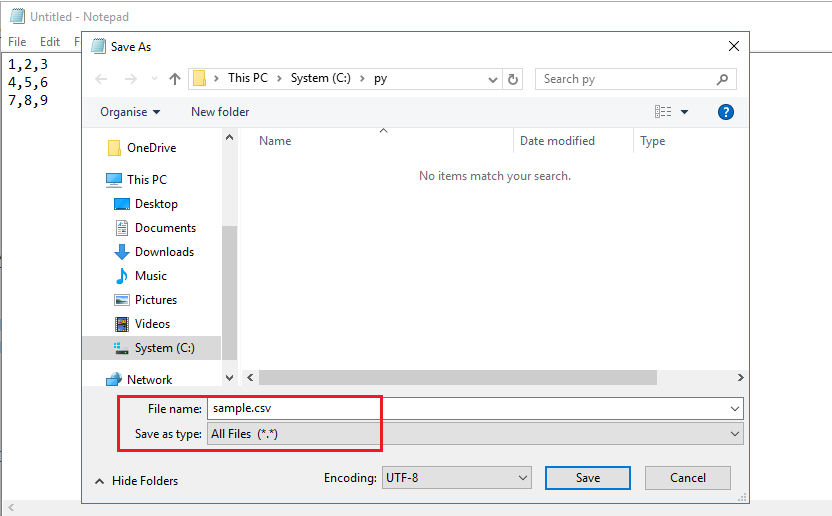 Untitled - Notepad
File Edit F
1,2,3
4,5,6
7,8,9
Save As
This PC > System (C:) > py
Search py
Organise New folder
Name Date modified Type
No items match your search.
OneDrive
This PC
Desktop
Documents
Downloads
Music
Pictures
Videos
System (C:)
Network
File name: sample.csv
Save as type: All Files (*.*)
Hide Folders Encoding: UTF-8 Save Cancel